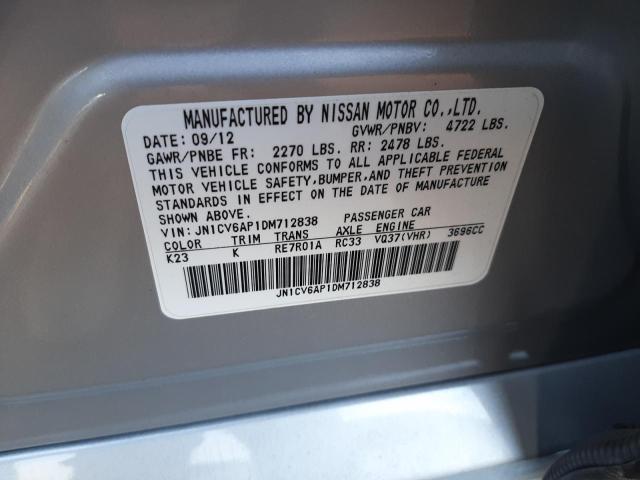 MANUFACTURED BY NISSAN MOTOR CO.,LTD.
DATE: 09/12 GVWR/PNBV: 4722 LBS.
GAWR/PNBE FR: 2270 LBS. RR: 2478 LBS.
THIS VEHICLE CONFORMS TO ALL APPLICABLE FEDERAL
MOTOR VEHICLE SAFETY,BUMPER,AND THEFT PREVENTION
STANDARDS IN EFFECT ON THE DATE OF MANUFACTURE
SHOWN ABOVE.
VIN: JN1CV6AP1DM712838 PASSENGER CAR
COLOR TRIM TRANS AXLE ENGINE
K23 K RE7R01A RC33 VQ37(VHR) 3696CC
JN1CV6AP1DM712838